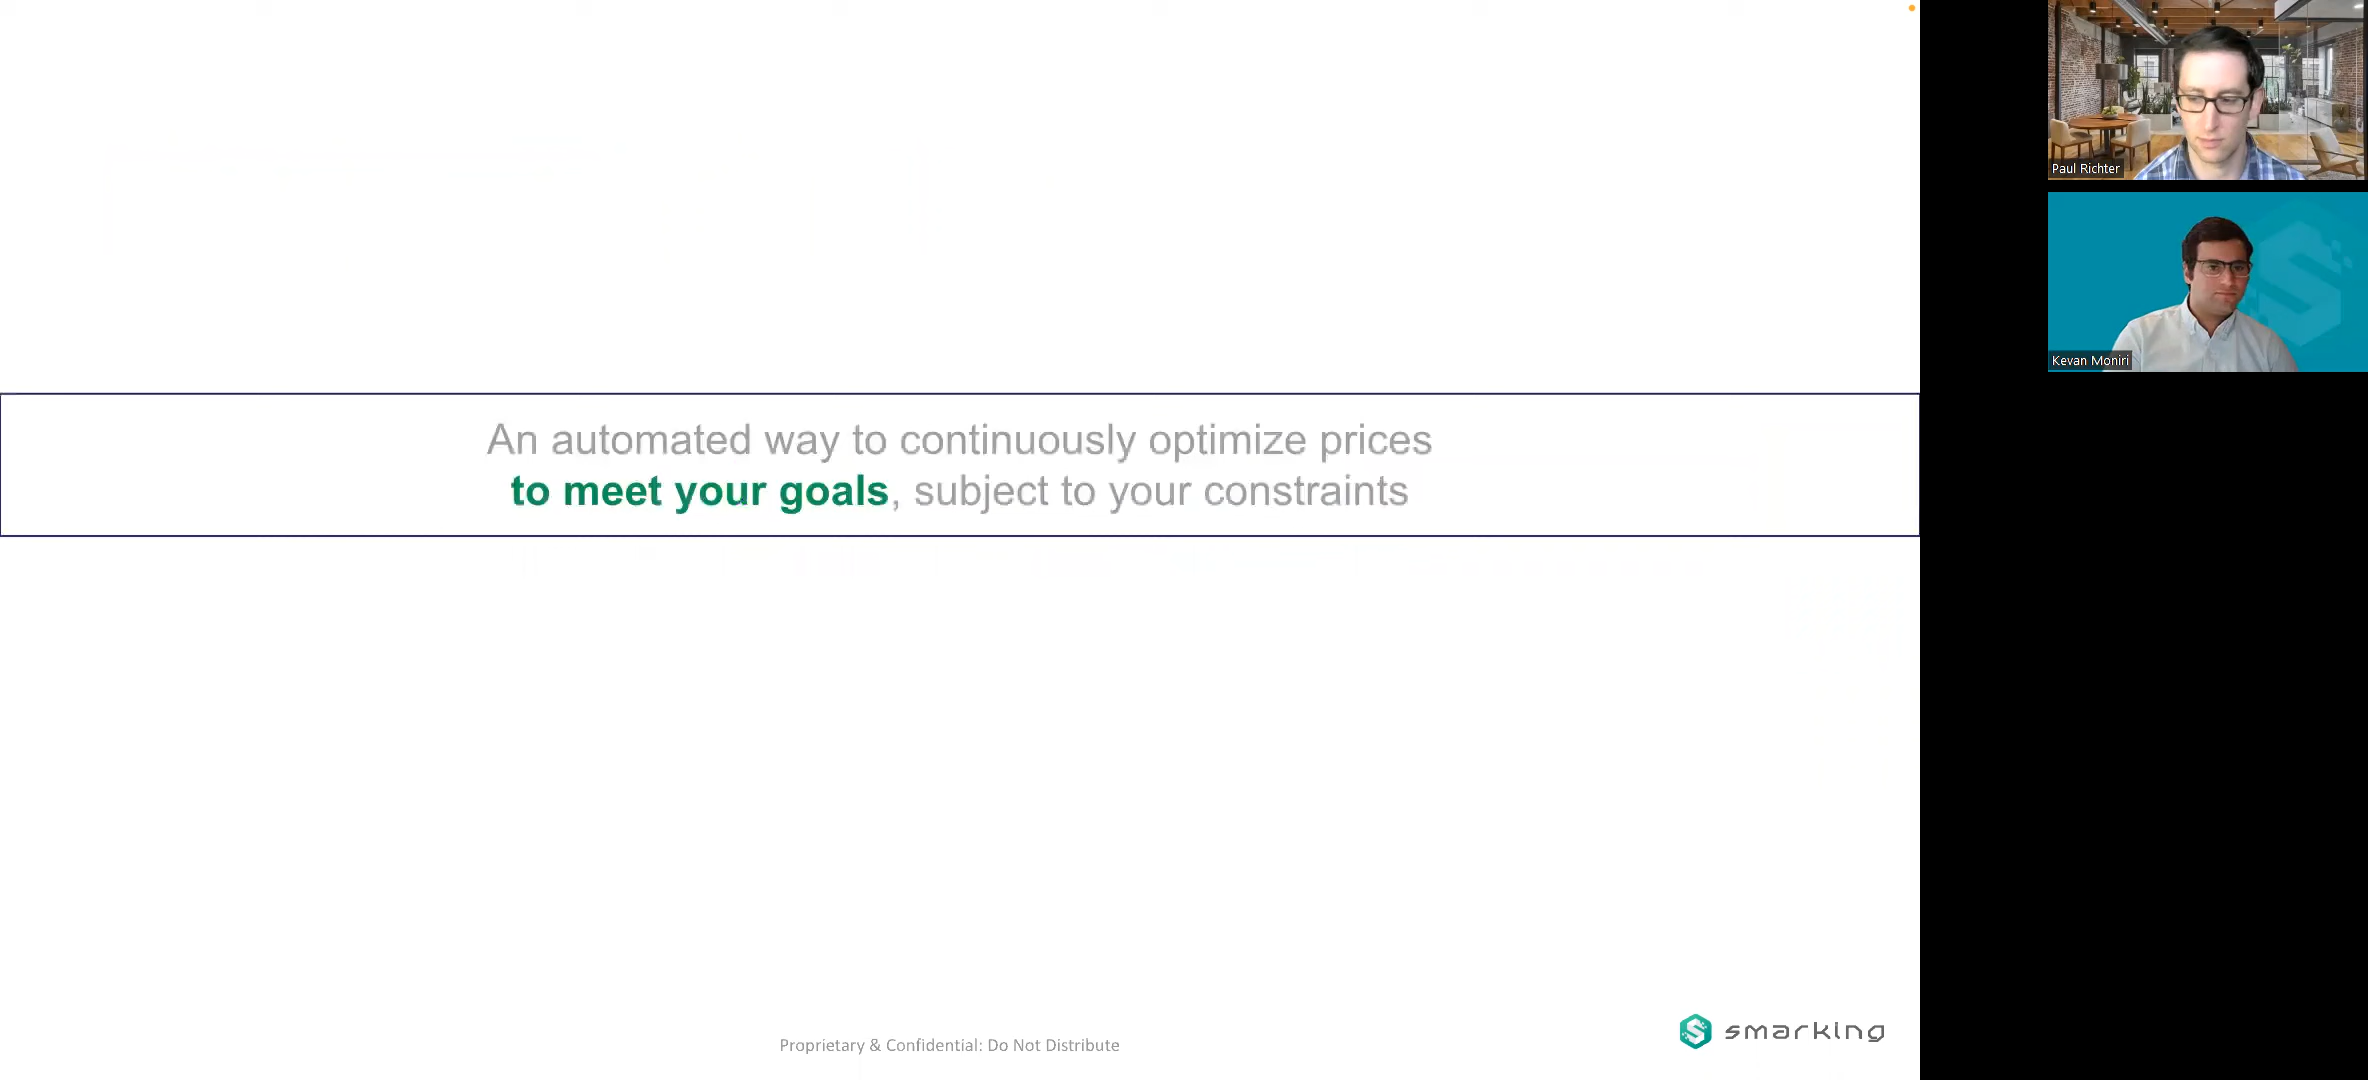 An automated way to continuously optimize prices
to meet your goals, subject to your constraints
Proprietary & Confidential: Do Not Distribute
smarking
Paul Richter
Kevan Moniri